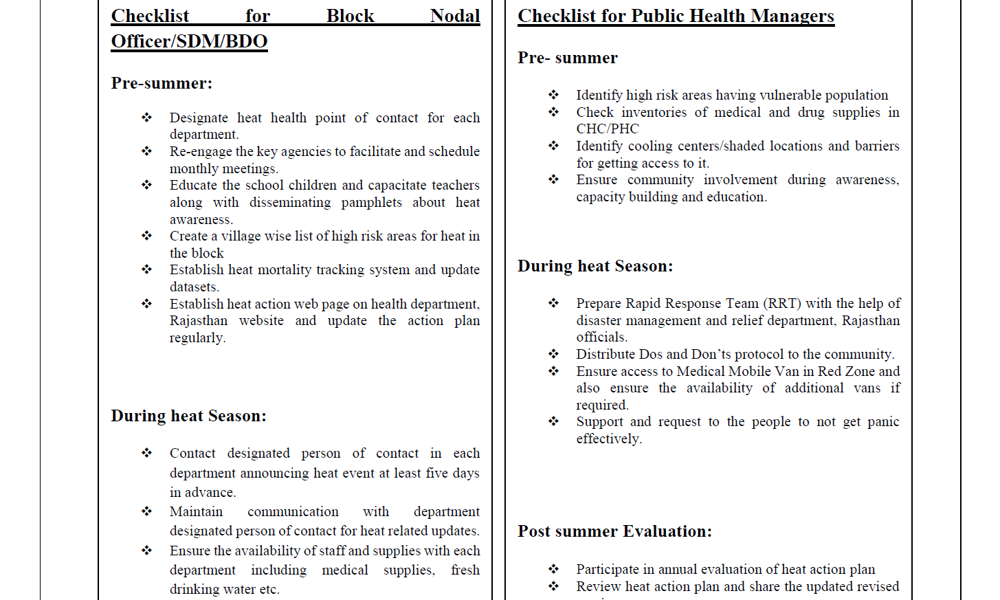 Checklist for Block Nodal
Officer/SDM/BDO
Pre-summer:
❖ Designate heat health point of contact for each
department.
❖ Re-engage the key agencies to facilitate and schedule
monthly meetings.
❖ Educate the school children and capacitate teachers
along with disseminating pamphlets about heat
awareness.
❖ Create a village wise list of high risk areas for heat in
the block
❖ Establish heat mortality tracking system and update
datasets.
❖ Establish heat action web page on health department,
Rajasthan website and update the action plan
regularly.
During heat Season:
❖ Contact designated person of contact in each
department announcing heat event at least five days
in advance.
❖ Maintain communication with department
designated person of contact for heat related updates.
❖ Ensure the availability of staff and supplies with each
department including medical supplies, fresh
drinking water etc.
Checklist for Public Health Managers
Pre- summer
❖ Identify high risk areas having vulnerable population
❖ Check inventories of medical and drug supplies in
CHC/PHC
❖ Identify cooling centers/shaded locations and barriers
for getting access to it.
❖ Ensure community involvement during awareness,
capacity building and education.
During heat Season:
❖ Prepare Rapid Response Team (RRT) with the help of
disaster management and relief department, Rajasthan
officials.
❖ Distribute Dos and Don’ts protocol to the community.
❖ Ensure access to Medical Mobile Van in Red Zone and
also ensure the availability of additional vans if
required.
❖ Support and request to the people to not get panic
effectively.
Post summer Evaluation:
❖ Participate in annual evaluation of heat action plan
❖ Review heat action plan and share the updated revised